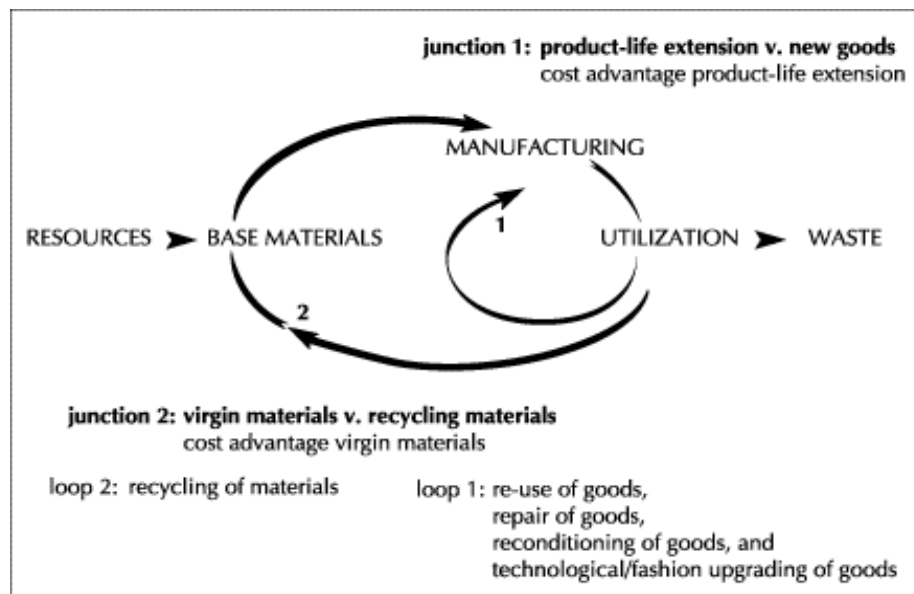 junction 1: product-life extension v. new goods
cost advantage product-life extension
MANUFACTURING
1
RESOURCES
BASE MATERIALS
UTILIZATION
WASTE
2
junction 2: virgin materials v. recycling materials
cost advantage virgin materials
loop 2: recycling of materials
loop 1: re-use of goods,
repair of goods,
reconditioning of goods, and
technological/fashion upgrading of goods